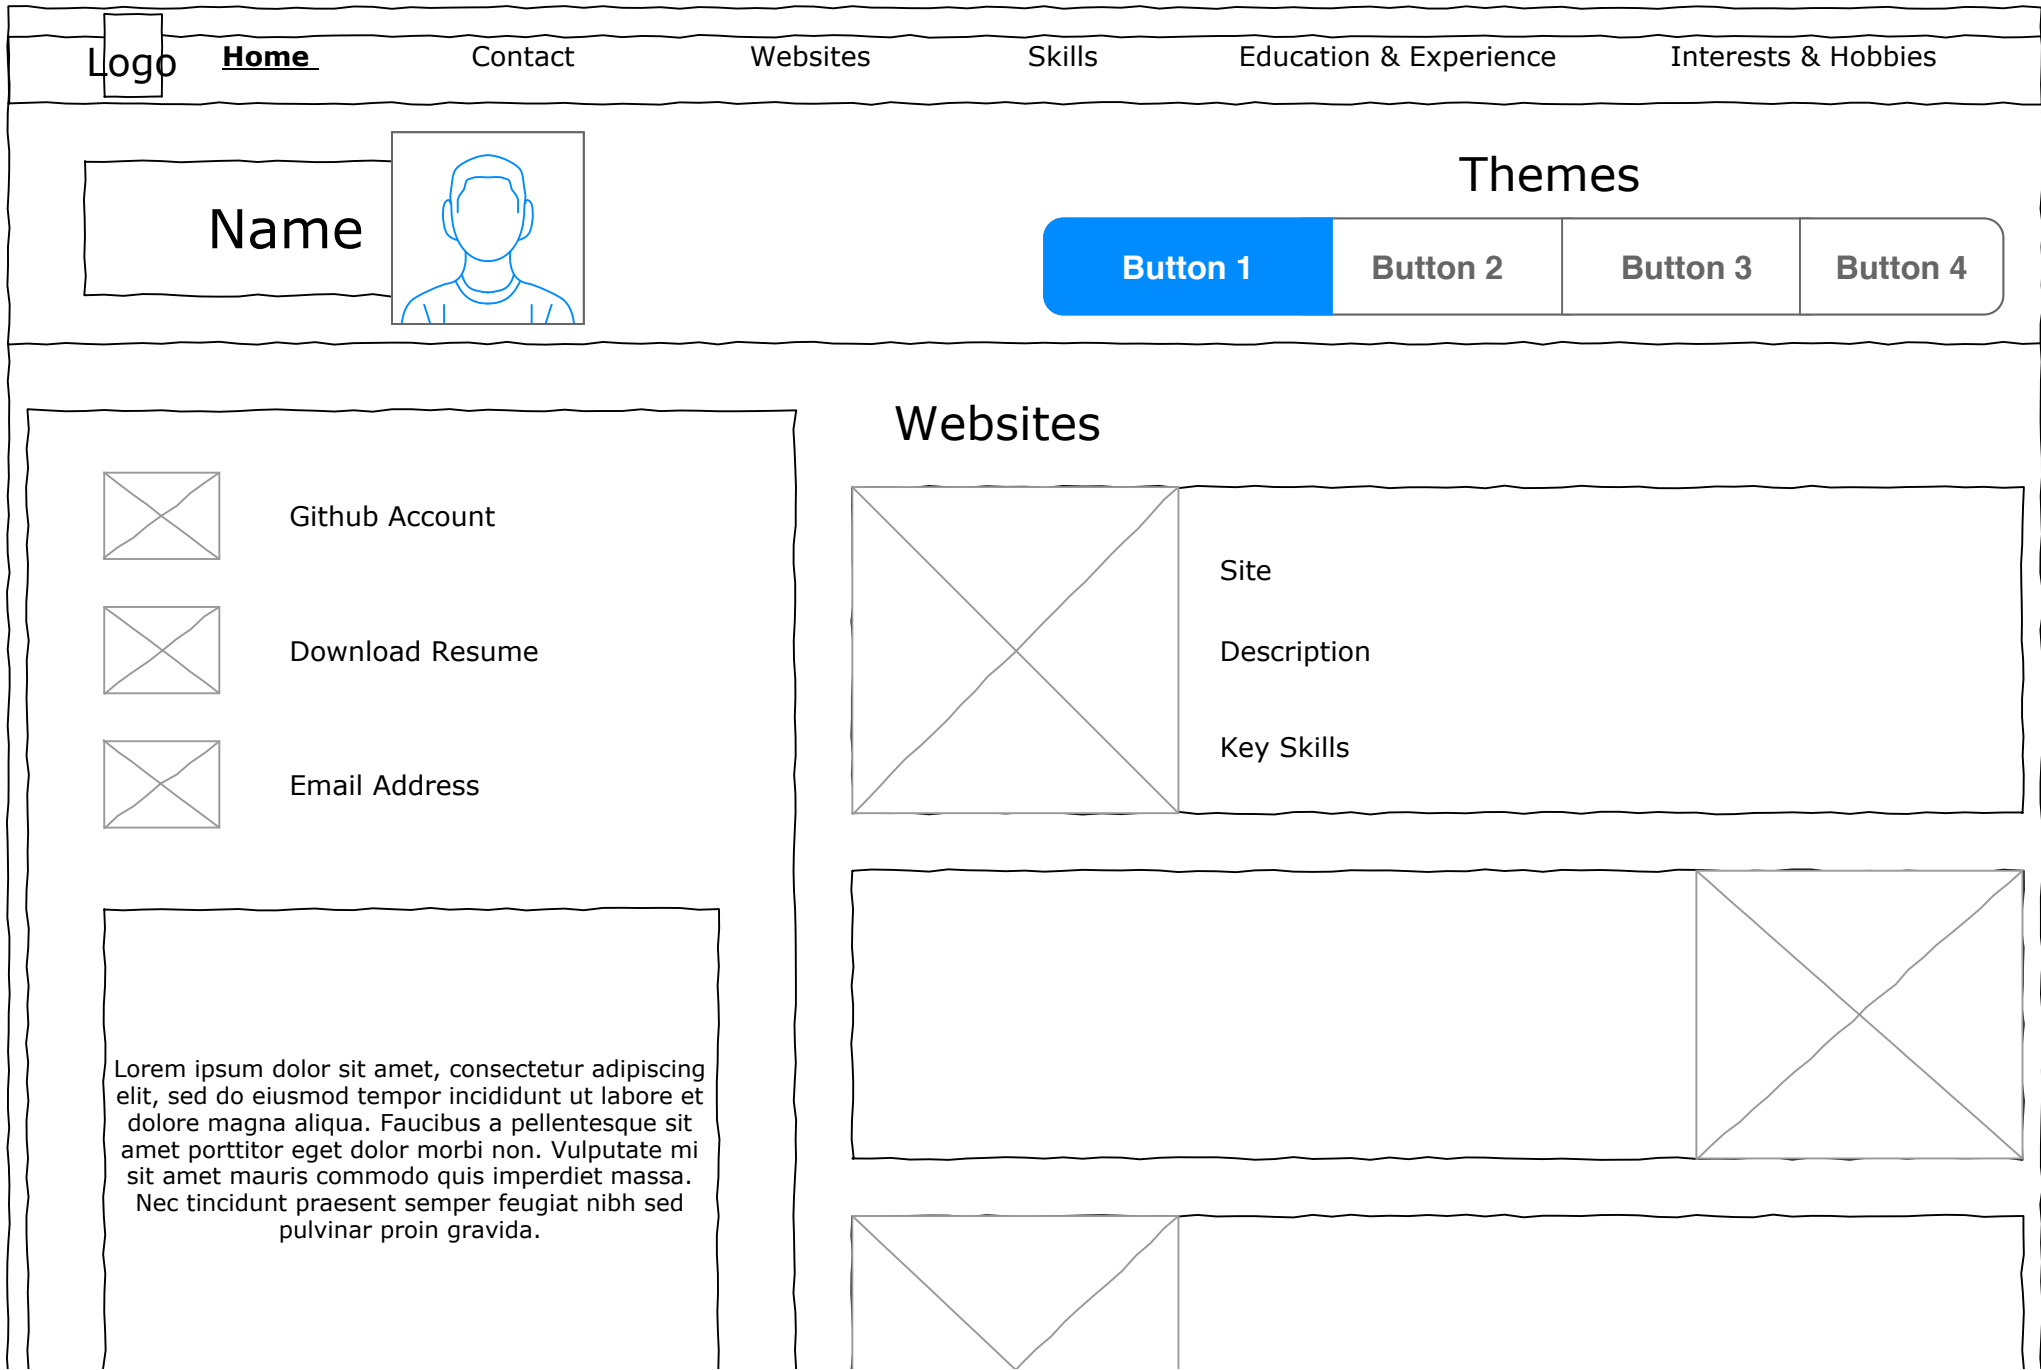 Logo
Home
Contact
Websites
Skills
Education & Experience
Interests & Hobbies
Name
Themes
Button 1
Button 2
Button 3
Button 4
Github Account
Download Resume
Email Address
Lorem ipsum dolor sit amet, consectetur adipiscing
elit, sed do eiusmod tempor incididunt ut labore et
dolore magna aliqua. Faucibus a pellentesque sit
amet porttitor eget dolor morbi non. Vulputate mi
sit amet mauris commodo quis imperdiet massa.
Nec tincidunt praesent semper feugiat nibh sed
pulvinar proin gravida.
Websites
Site
Description
Key Skills